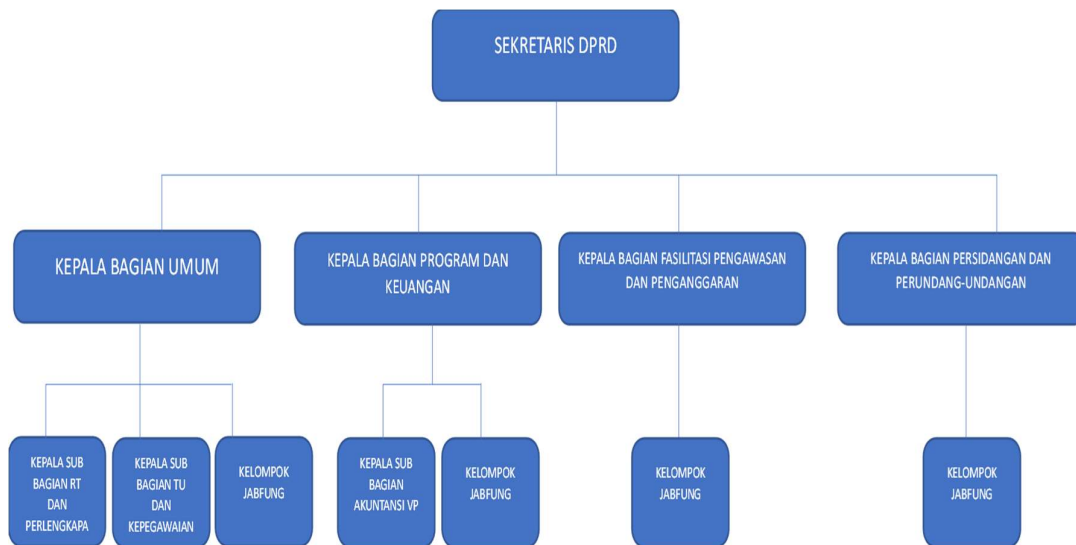 SEKRETARIS DPRD
KEPALA BAGIAN UMUM
KEPALA BAGIAN PROGRAM DAN
KEUANGAN
KEPALA BAGIAN FASILITASI PENGAWASAN
DAN PENGANGGARAN
KEPALA BAGIAN PERSIDANGAN DAN
PERUNDANG-UNDANGAN
KEPALA SUB
BAGIAN RT
DAN
PERLENGKAPA
KEPALA SUB
BAGIAN TU
DAN
KEPEGAWAIAN
KELOMPOK
JABFUNG
KEPALA SUB
BAGIAN
AKUNTANSI VP
KELOMPOK
JABFUNG
KELOMPOK
JABFUNG
KELOMPOK
JABFUNG